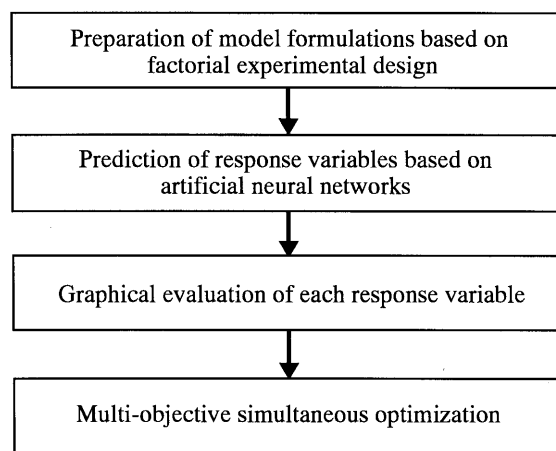 Preparation of model formulations based on
factorial experimental design
Prediction of response variables based on
artificial neural networks
Graphical evaluation of each response variable
Multi-objective simultaneous optimization